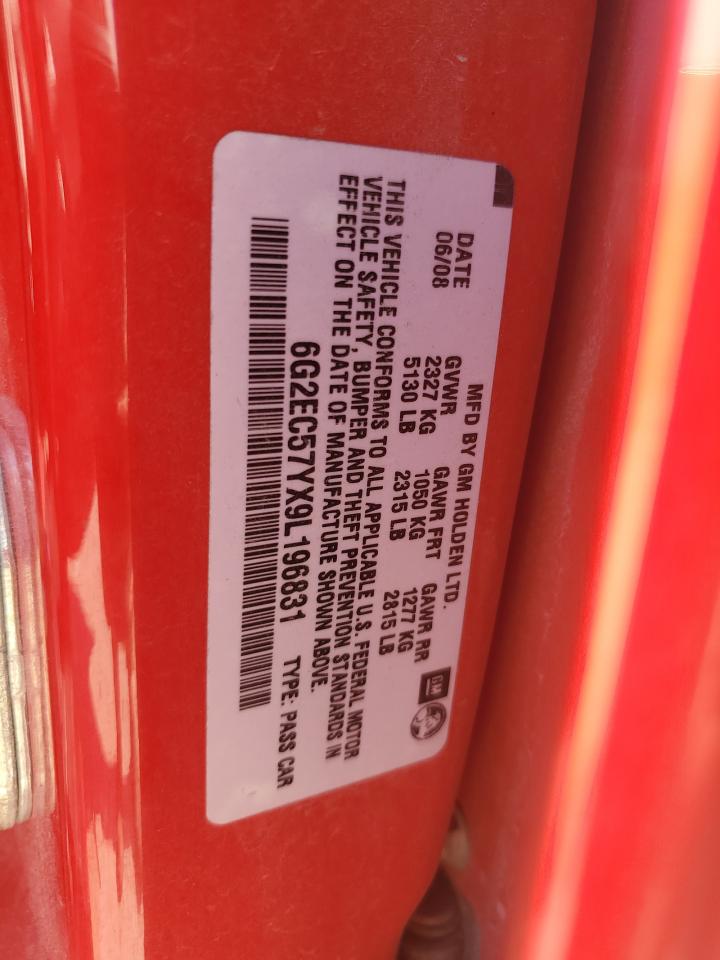 MFD BY GM HOLDEN LTD.
DATE GVWR GAWR FRT GAWR RR
06/08 2327 KG 1050 KG 1277 KG
5130 LB 2315 LB 2815 LB
GM
THIS VEHICLE CONFORMS TO ALL APPLICABLE U.S. FEDERAL MOTOR
VEHICLE SAFETY, BUMPER AND THEFT PREVENTION STANDARDS IN
EFFECT ON THE DATE OF MANUFACTURE SHOWN ABOVE.
6G2EC57YX9L196831 TYPE: PASS CAR